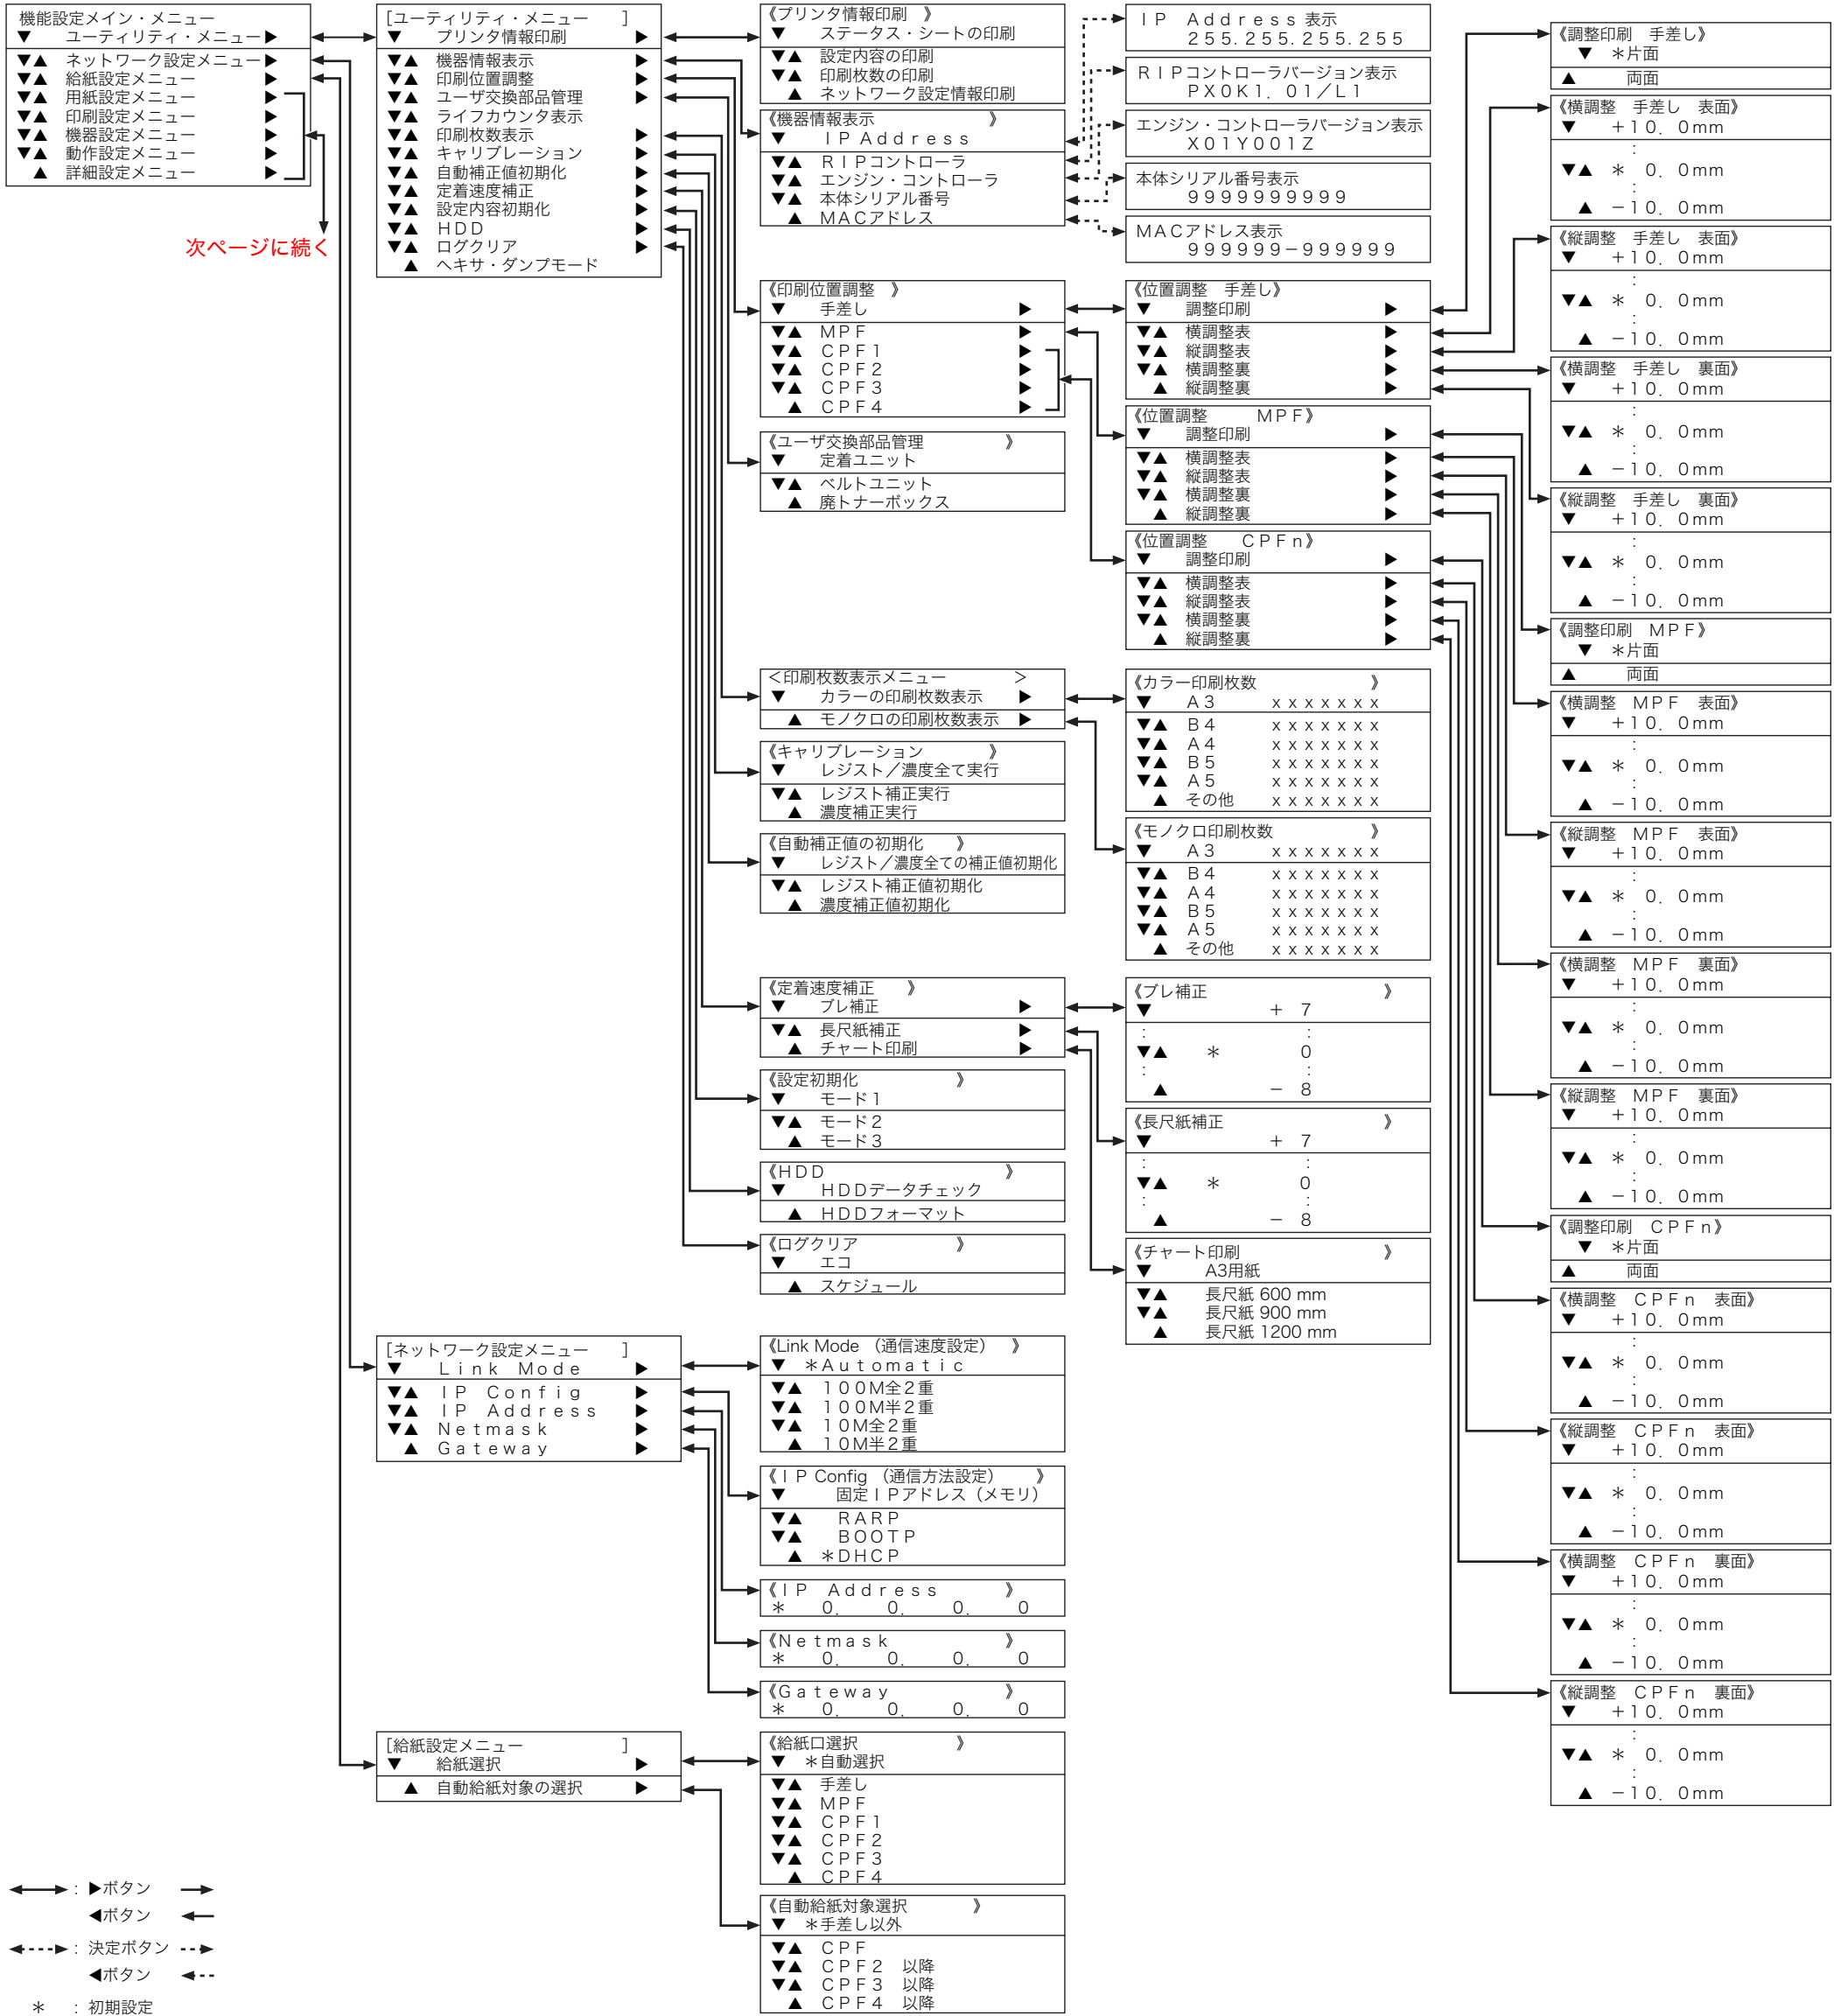 機能設定メイン・メニュー
▼ ユーティリティ・メニュー ▶
▼▲ ネットワーク設定メニュー ▶
▼▲ 給紙設定メニュー ▶
▼▲ 用紙設定メニュー ▶
▼▲ 印刷設定メニュー ▶
▼▲ 機器設定メニュー ▶
▼▲ 動作設定メニュー ▶
▲ 詳細設定メニュー ▶
次ページに続く
[ユーティリティ・メニュー ]
▼ プリンタ情報印刷 ▶
▼▲ 機器情報表示 ▶
▼▲ 印刷位置調整 ▶
▼▲ ユーザ交換部品管理 ▶
▼▲ ライフカウンタ表示
▼▲ 印刷枚数表示 ▶
▼▲ キャリブレーション ▶
▼▲ 自動補正値初期化 ▶
▼▲ 定着速度補正 ▶
▼▲ 設定内容初期化 ▶
▼▲ HDD ▶
▼▲ ログクリア ▶
▲ ヘキサ・ダンプモード
《プリンタ情報印刷 》
▼ ステータス・シートの印刷
▼▲ 設定内容の印刷
▼▲ 印刷枚数の印刷
▲ ネットワーク設定情報印刷
《機器情報表示 》
▼ IP Address
▼▲ RIPコントローラ
▼▲ エンジン・コントローラ
▼▲ 本体シリアル番号
▲ MACアドレス
IP Address 表示
255.255.255.255
RIPコントローラバージョン表示
PX0K1.01/L1
エンジン・コントローラバージョン表示
X01Y001Z
本体シリアル番号表示
9999999999
MACアドレス表示
999999-999999
《印刷位置調整 》
▼ 手差し ▶
▼▲ MPF ▶
▼▲ CPF1 ▶
▼▲ CPF2 ▶
▼▲ CPF3 ▶
▲ CPF4 ▶
《ユーザ交換部品管理 》
▼ 定着ユニット
▼▲ ベルトユニット
▲ 廃トナーボックス
《位置調整 手差し》
▼ 調整印刷 ▶
▼▲ 横調整表 ▶
▼▲ 縦調整表 ▶
▼▲ 横調整裏 ▶
▲ 縦調整裏 ▶
《位置調整 MPF》
▼ 調整印刷 ▶
▼▲ 横調整表 ▶
▼▲ 縦調整表 ▶
▼▲ 横調整裏 ▶
▲ 縦調整裏 ▶
《位置調整 CPFn》
▼ 調整印刷 ▶
▼▲ 横調整表 ▶
▼▲ 縦調整表 ▶
▼▲ 横調整裏 ▶
▲ 縦調整裏 ▶
<印刷枚数表示メニュー >
▼ カラーの印刷枚数表示 ▶
▲ モノクロの印刷枚数表示 ▶
《キャリブレーション 》
▼ レジスト/濃度全て実行
▼▲ レジスト補正実行
▲ 濃度補正実行
《自動補正値の初期化 》
▼ レジスト/濃度全ての補正値初期化
▼▲ レジスト補正値初期化
▲ 濃度補正値初期化
《カラー印刷枚数 》
▼ A3 xxxxxxx
▼▲ B4 xxxxxxx
▼▲ A4 xxxxxxx
▼▲ B5 xxxxxxx
▼▲ A5 xxxxxxx
▲ その他 xxxxxxx
《モノクロ印刷枚数 》
▼ A3 xxxxxxx
▼▲ B4 xxxxxxx
▼▲ A4 xxxxxxx
▼▲ B5 xxxxxxx
▼▲ A5 xxxxxxx
▲ その他 xxxxxxx
《定着速度補正 》
▼ ブレ補正 ▶
▼▲ 長尺紙補正 ▶
▲ チャート印刷 ▶
《設定初期化 》
▼ モード1
▼▲ モード2
▲ モード3
《HDD 》
▼ HDDデータチェック
▲ HDDフォーマット
《ログクリア 》
▼ エコ
▲ スケジュール
《ブレ補正 》
▼ + 7
: :
▼▲ * 0
: :
▲ - 8
《長尺紙補正 》
▼ + 7
: :
▼▲ * 0
: :
▲ - 8
《チャート印刷 》
▼ A3用紙
▼▲ 長尺紙 600 mm
▼▲ 長尺紙 900 mm
▲ 長尺紙 1200 mm
[ネットワーク設定メニュー ]
▼ Link Mode ▶
▼▲ IP Config ▶
▼▲ IP Address ▶
▼▲ Netmask ▶
▲ Gateway ▶
《Link Mode (通信速度設定) 》
▼ *Automatic
▼▲ 100M全2重
▼▲ 100M半2重
▼▲ 10M全2重
▲ 10M半2重
《IP Config (通信方法設定) 》
▼ 固定IPアドレス(メモリ)
▼▲ RARP
▼▲ BOOTP
▲ *DHCP
《IP Address 》
* 0. 0. 0. 0
《Netmask 》
* 0. 0. 0. 0
《Gateway 》
* 0. 0. 0. 0
[給紙設定メニュー ]
▼ 給紙選択 ▶
▲ 自動給紙対象の選択 ▶
《給紙口選択 》
▼ *自動選択
▼▲ 手差し
▼▲ MPF
▼▲ CPF1
▼▲ CPF2
▼▲ CPF3
▲ CPF4
《自動給紙対象選択 》
▼ *手差し以外
▼▲ CPF
▼▲ CPF2 以降
▼▲ CPF3 以降
▲ CPF4 以降
《調整印刷 手差し》
▼ *片面
▲ 両面
《横調整 手差し 表面》
▼ +10.0mm
:
▼▲ * 0.0mm
:
▲ -10.0mm
《縦調整 手差し 表面》
▼ +10.0mm
:
▼▲ * 0.0mm
:
▲ -10.0mm
《横調整 手差し 裏面》
▼ +10.0mm
:
▼▲ * 0.0mm
:
▲ -10.0mm
《縦調整 手差し 裏面》
▼ +10.0mm
:
▼▲ * 0.0mm
:
▲ -10.0mm
《調整印刷 MPF》
▼ *片面
▲ 両面
《横調整 MPF 表面》
▼ +10.0mm
:
▼▲ * 0.0mm
:
▲ -10.0mm
《縦調整 MPF 表面》
▼ +10.0mm
:
▼▲ * 0.0mm
:
▲ -10.0mm
《横調整 MPF 裏面》
▼ +10.0mm
:
▼▲ * 0.0mm
:
▲ -10.0mm
《縦調整 MPF 裏面》
▼ +10.0mm
:
▼▲ * 0.0mm
:
▲ -10.0mm
《調整印刷 CPFn》
▼ *片面
▲ 両面
《横調整 CPFn 表面》
▼ +10.0mm
:
▼▲ * 0.0mm
:
▲ -10.0mm
《縦調整 CPFn 表面》
▼ +10.0mm
:
▼▲ * 0.0mm
:
▲ -10.0mm
《横調整 CPFn 裏面》
▼ +10.0mm
:
▼▲ * 0.0mm
:
▲ -10.0mm
《縦調整 CPFn 裏面》
▼ +10.0mm
:
▼▲ * 0.0mm
:
▲ -10.0mm
: ▶ボタン
◀ボタン
: 決定ボタン
◀ボタン
* : 初期設定